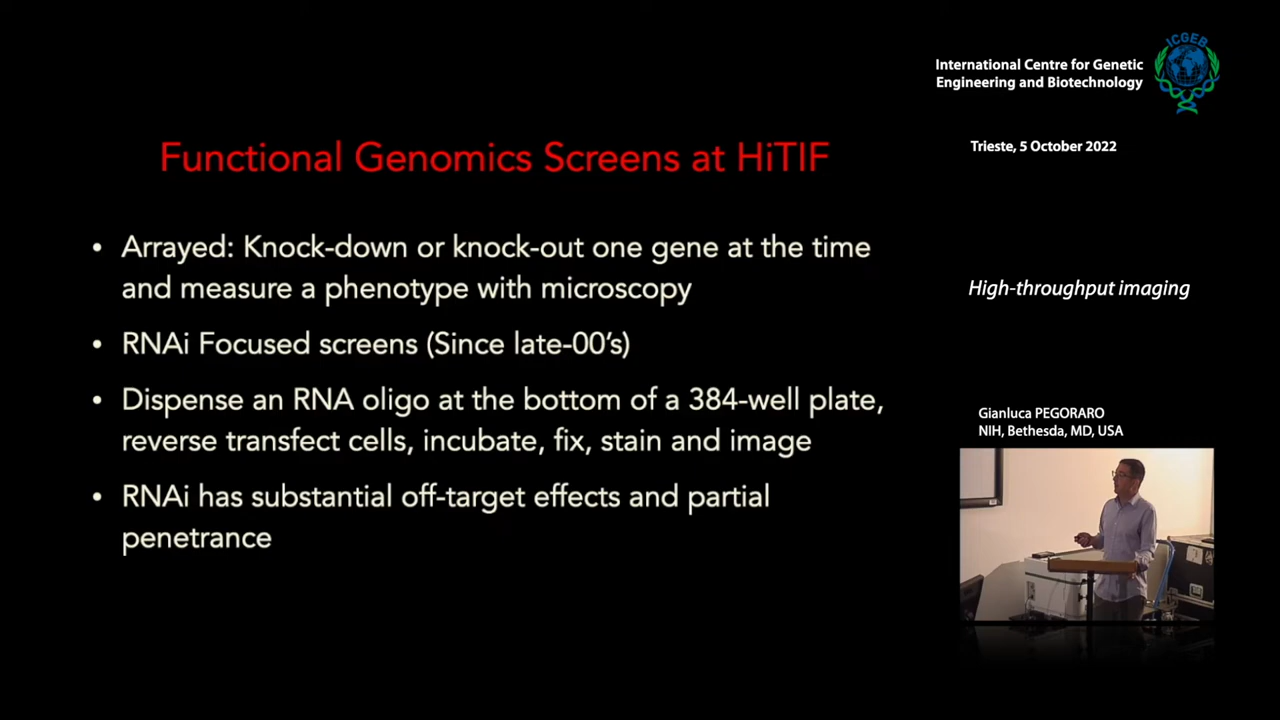 International Centre for Genetic
Engineering and Biotechnology
ICGEB
Trieste, 5 October 2022
Functional Genomics Screens at HiTIF
• Arrayed: Knock-down or knock-out one gene at the time
and measure a phenotype with microscopy
• RNAi Focused screens (Since late-00’s)
• Dispense an RNA oligo at the bottom of a 384-well plate,
reverse transfect cells, incubate, fix, stain and image
• RNAi has substantial off-target effects and partial
penetrance
High-throughput imaging
Gianluca PEGORARO
NIH, Bethesda, MD, USA